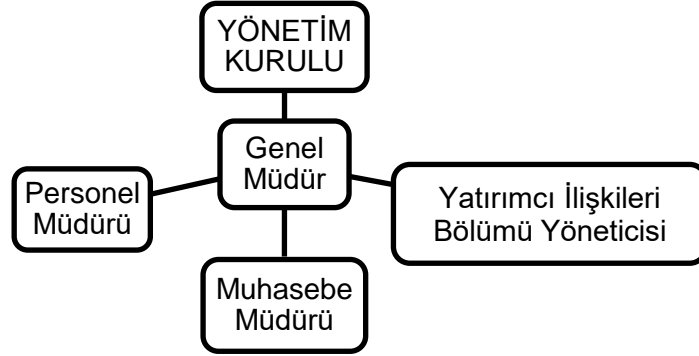 YÖNETİM
KURULU
Genel
Müdür
Personel
Müdürü
Yatırımcı İlişkileri
Bölümü Yöneticisi
Muhasebe
Müdürü